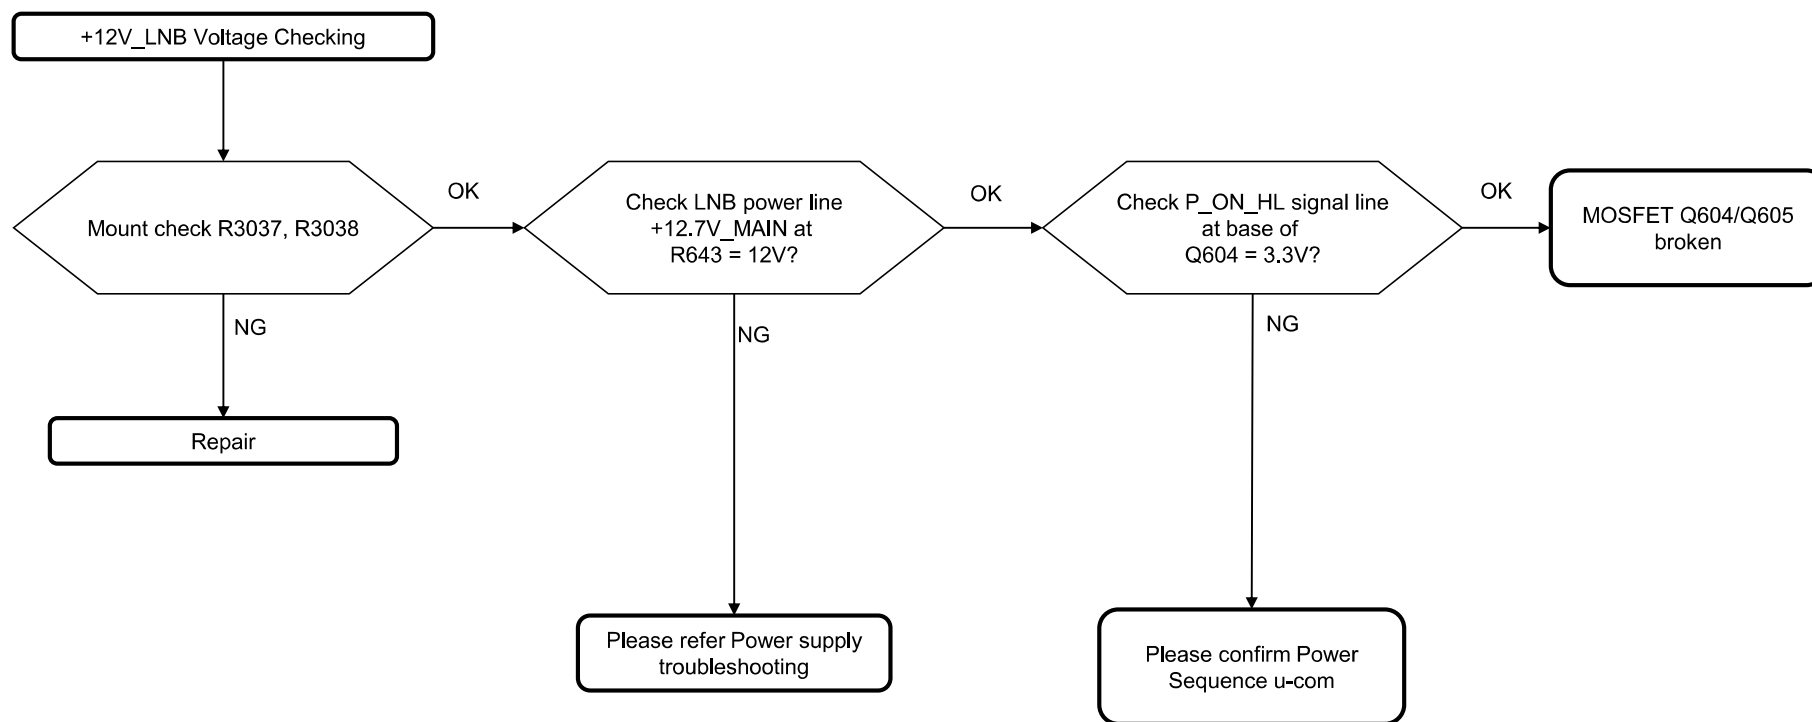 +12V_LNB Voltage Checking
Mount check R3037, R3038
OK
NG
Repair
Check LNB power line
+12.7V_MAIN at
R643 = 12V?
OK
NG
Please refer Power supply
troubleshooting
Check P_ON_HL signal line
at base of
Q604 = 3.3V?
OK
NG
Please confirm Power
Sequence u-com
MOSFET Q604/Q605
broken